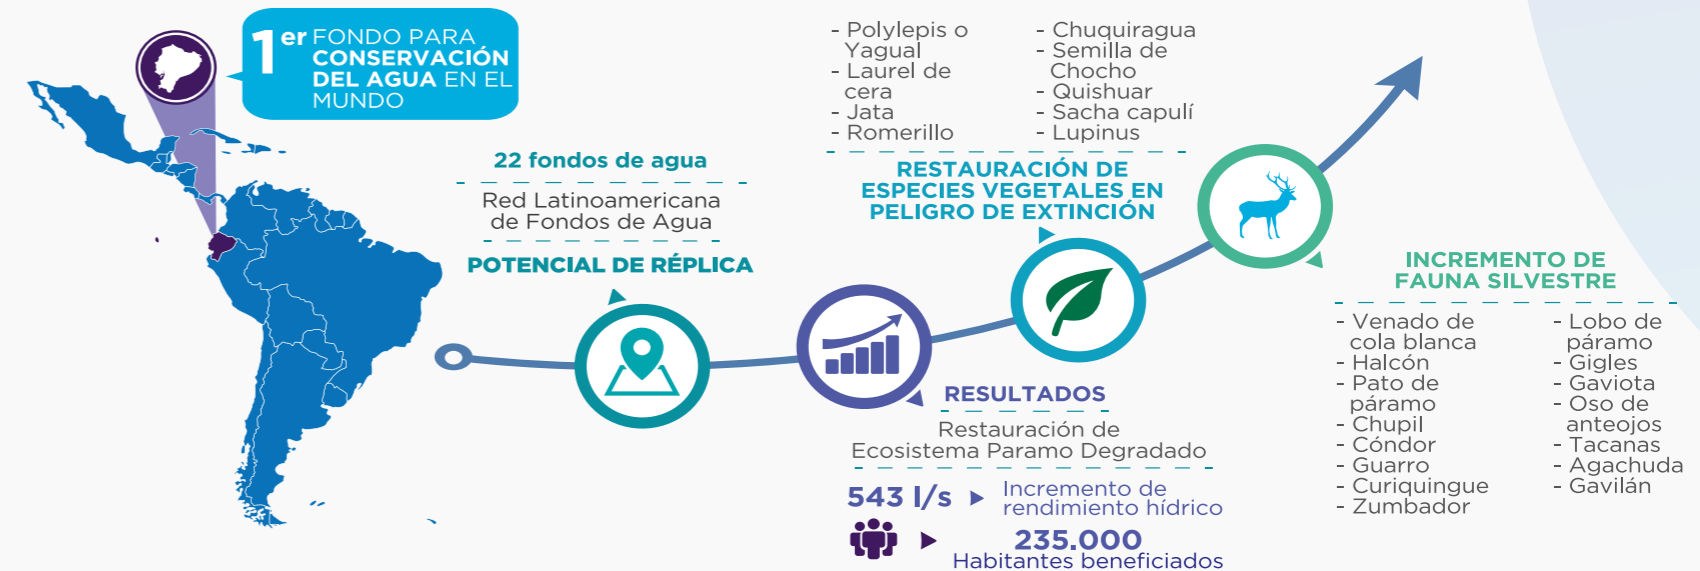 1er FONDO PARA
CONSERVACIÓN
DEL AGUA EN EL
MUNDO
22 fondos de agua
Red Latinoamericana
de Fondos de Agua
POTENCIAL DE RÉPLICA
RESULTADOS
Restauración de
Ecosistema Paramo Degradado
543 l/s
Incremento de
rendimiento hídrico
235.000
Habitantes beneficiados
- Polylepis o
Yagual
- Laurel de
cera
- Jata
- Romerillo
- Chuquiragua
- Semilla de
Chocho
- Quishuar
- Sacha capulí
- Lupinus
RESTAURACIÓN DE
ESPECIES VEGETALES EN
PELIGRO DE EXTINCIÓN
INCREMENTO DE
FAUNA SILVESTRE
- Venado de
cola blanca
- Halcón
- Pato de
páramo
- Chupil
- Cóndor
- Guarro
- Curiquingue
- Zumbador
- Lobo de
páramo
- Gigles
- Gaviota
- Oso de
anteojos
- Tacanas
- Agachuda
- Gavilán